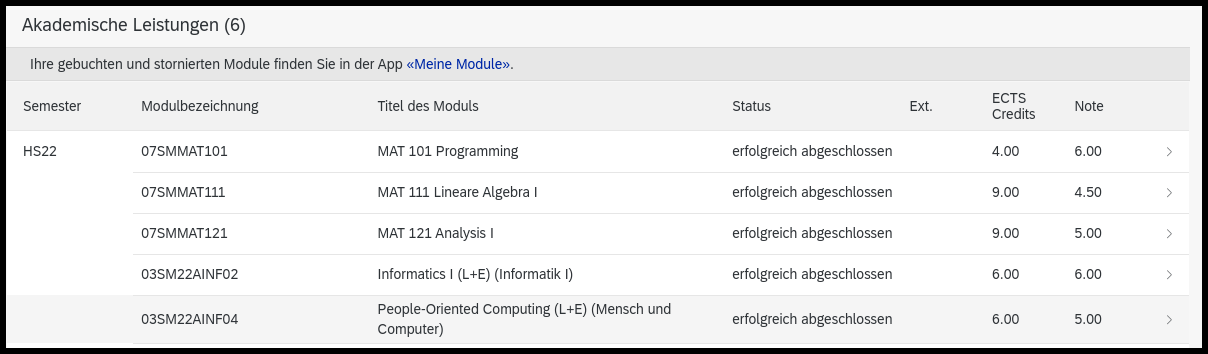 Akademische Leistungen (6)
Ihre gebuchten und stornierten Module finden Sie in der App «Meine Module».
Semester Modulbezeichnung Titel des Moduls Status Ext. ECTS Credits Note
HS22 07SMMAT101 MAT 101 Programming erfolgreich abgeschlossen 4.00 6.00
07SMMAT111 MAT 111 Lineare Algebra I erfolgreich abgeschlossen 9.00 4.50
07SMMAT121 MAT 121 Analysis I erfolgreich abgeschlossen 9.00 5.00
03SM22AINF02 Informatics I (L+E) (Informatik I) erfolgreich abgeschlossen 6.00 6.00
03SM22AINF04 People-Oriented Computing (L+E) (Mensch und Computer) erfolgreich abgeschlossen 6.00 5.00